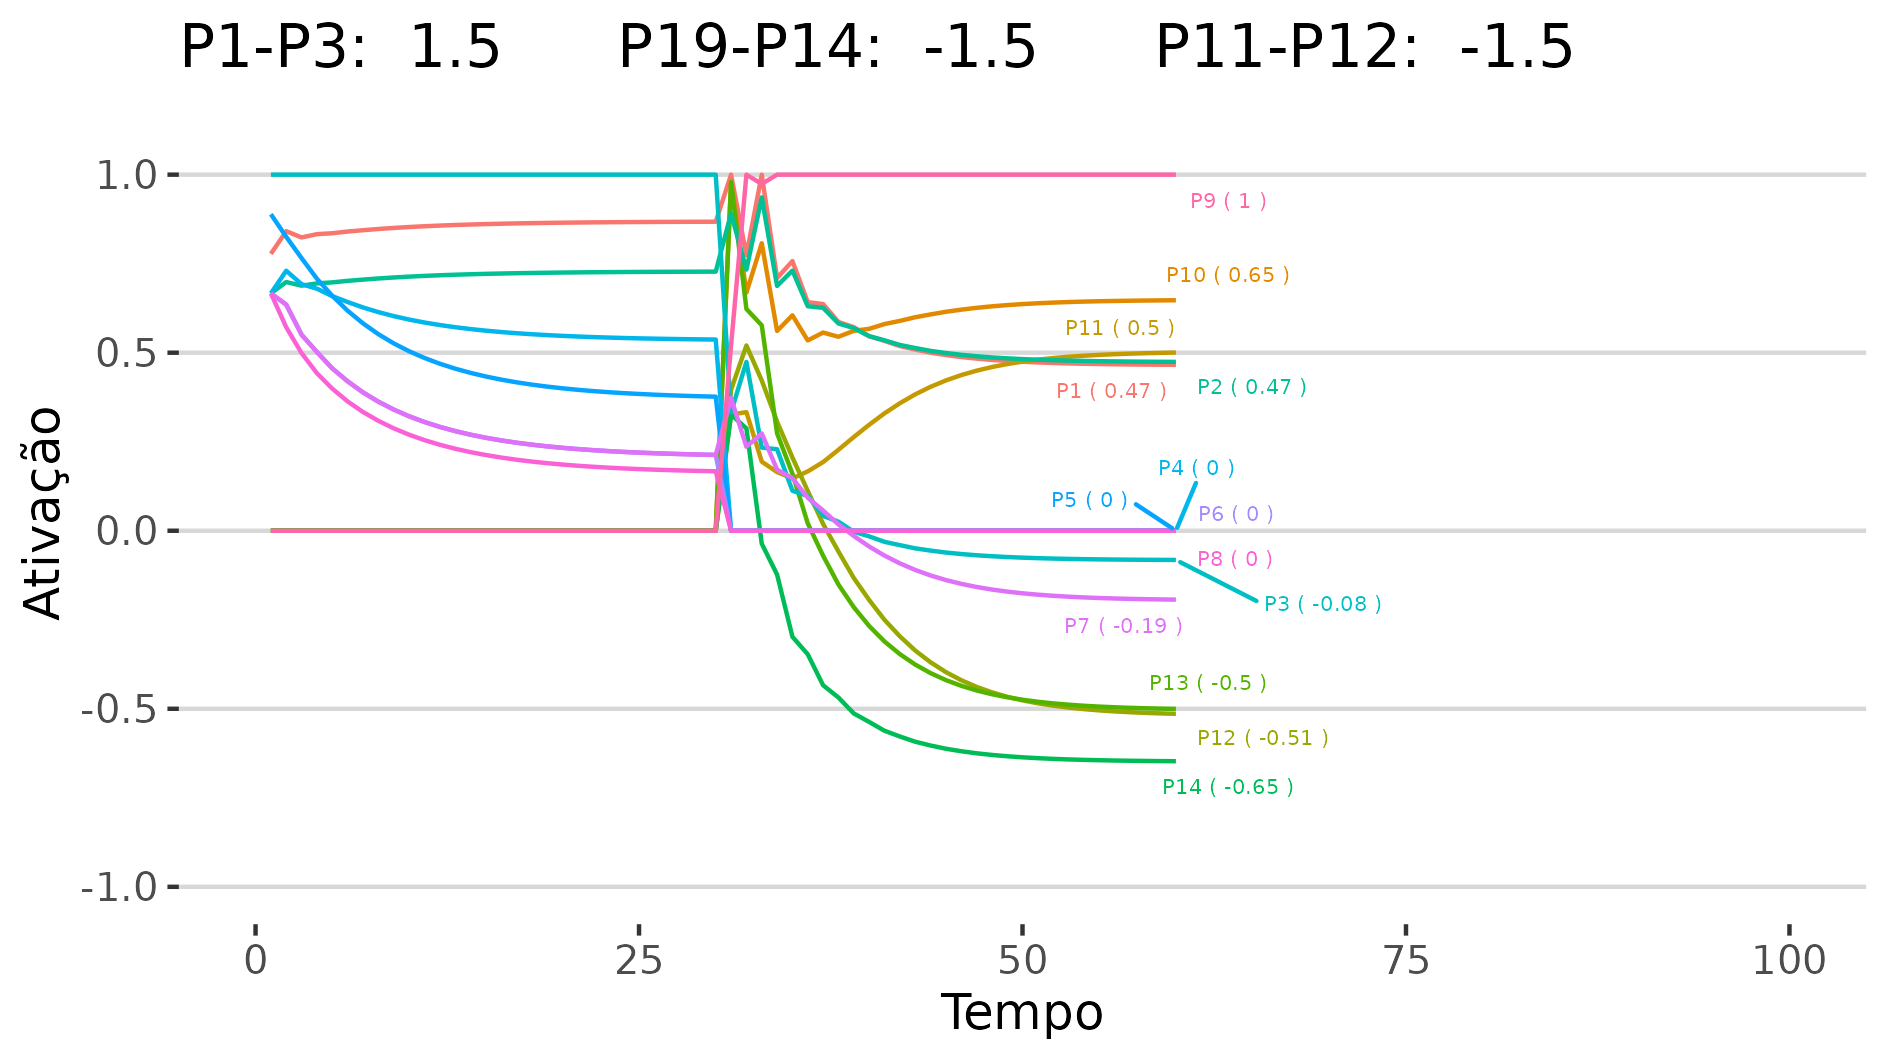 P1-P3:  1.5      P19-P14:  -1.5      P11-P12:  -1.5
1.0
0.5
0.0
-0.5
-1.0
Ativação
P9 ( 1 )
P10 ( 0.65 )
P11 ( 0.5 )
P1 ( 0.47 )
P2 ( 0.47 )
P4 ( 0 )
P5 ( 0 )
P6 ( 0 )
P8 ( 0 )
P3 ( -0.08 )
P7 ( -0.19 )
P13 ( -0.5 )
P12 ( -0.51 )
P14 ( -0.65 )
0 25 50 75 100
Tempo